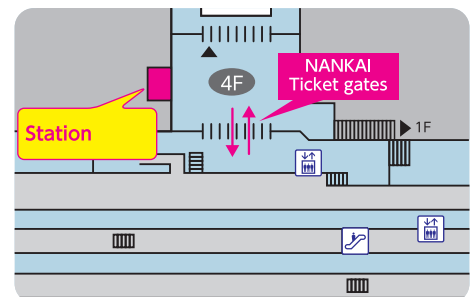 4F
NANKAI
Ticket gates
Station
1F